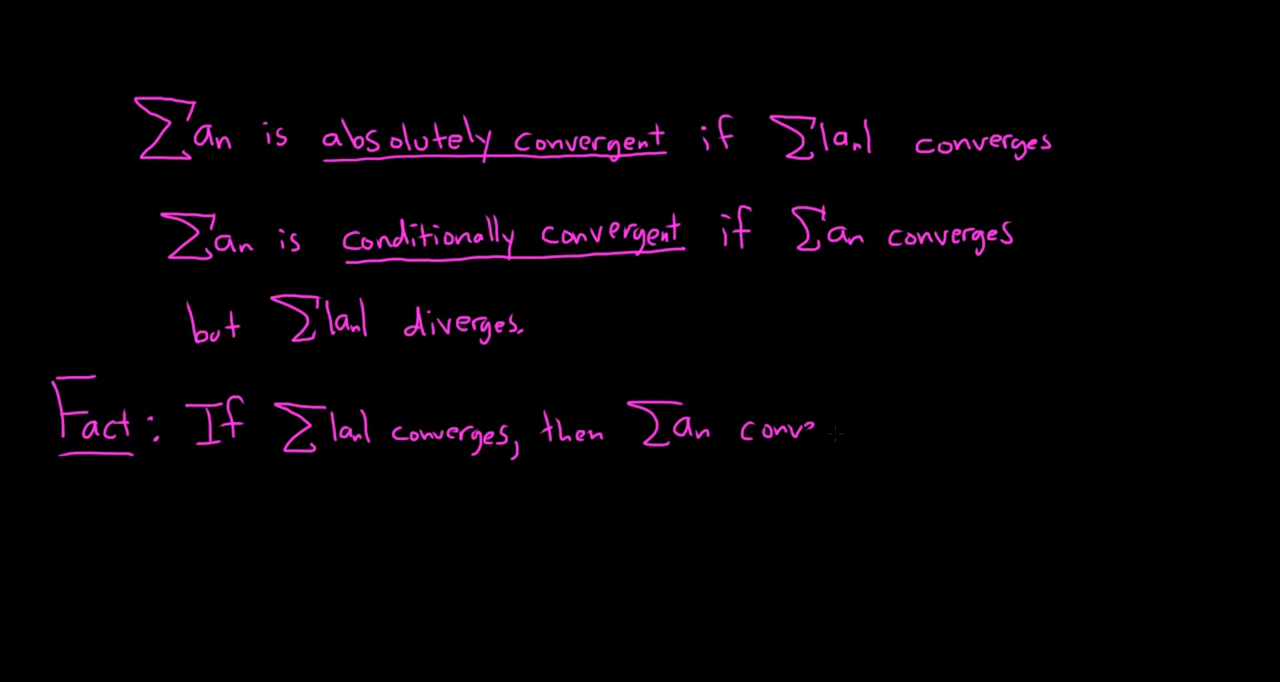 ∑an is absolutely convergent if ∑|an| converges
∑an is conditionally convergent if ∑an converges
but ∑|an| diverges.
Fact: If ∑|an| converges, then ∑an conv